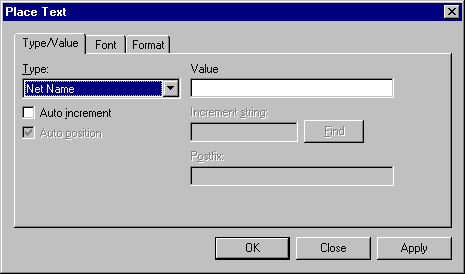 Place Text
Type/Value Font Format
Type: Value
Net Name
Auto increment Increment string:
Auto position Find
Postfix:
OK Close Apply